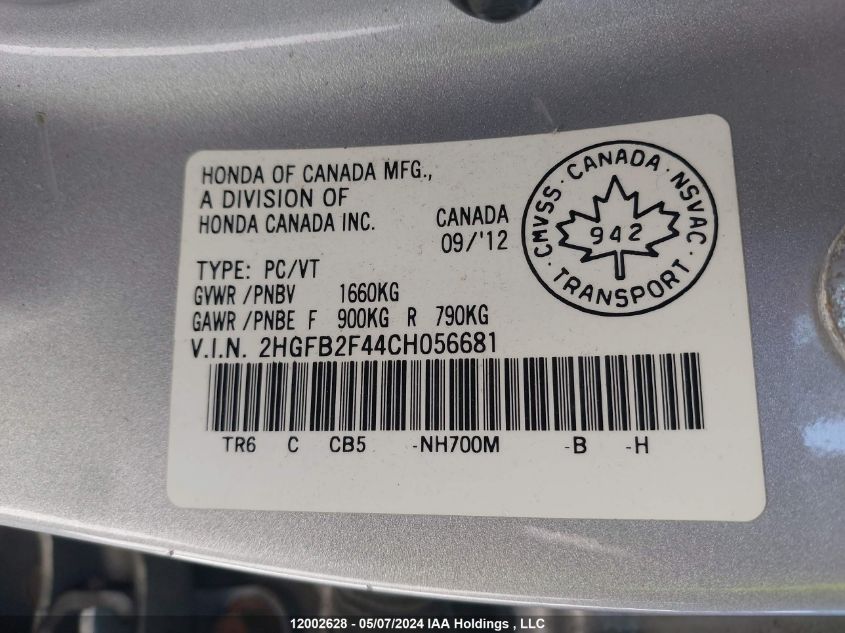 HONDA OF CANADA MFG.,
A DIVISION OF
HONDA CANADA INC.
CANADA
09/'12
CMVSS · CANADA · NSVAC · TRANSPORT ·
942
TYPE: PC/VT
GVWR /PNBV 1660KG
GAWR /PNBE F 900KG R 790KG
V.I.N. 2HGFB2F44CH056681
TR6 C CB5 -NH700M -B -H
12002628 - 05/07/2024 IAA Holdings , LLC